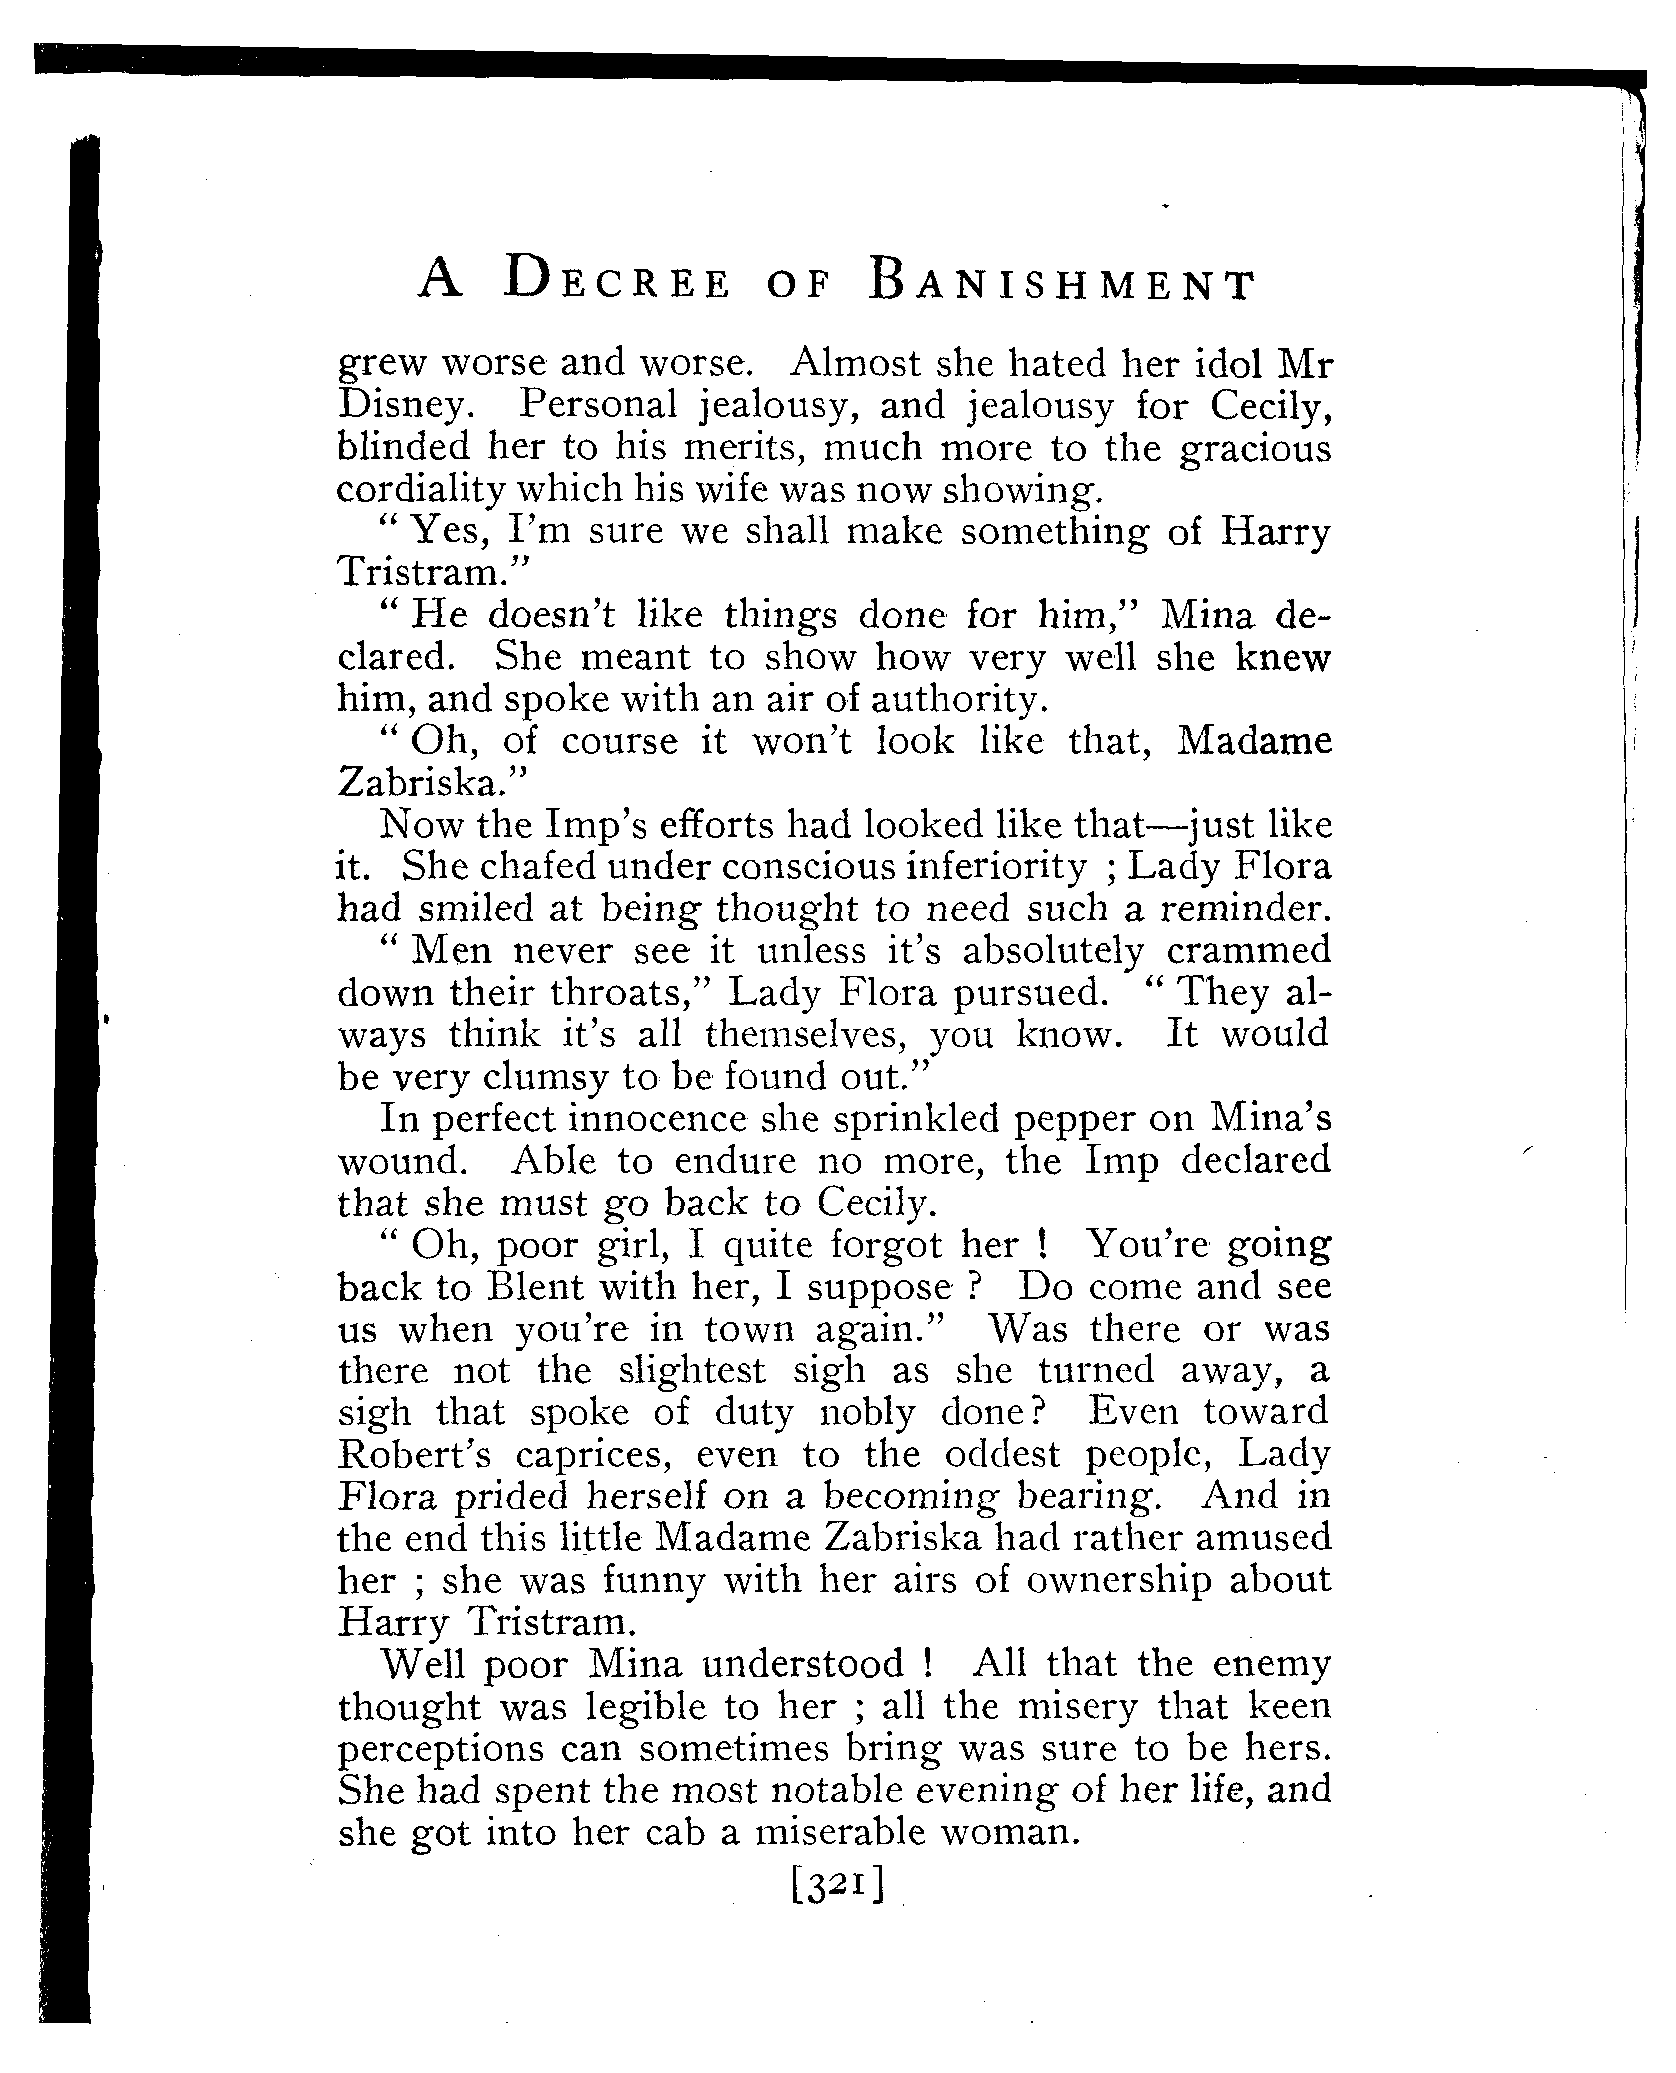 A Decree of Banishment
grew worse and worse. Almost she hated her idol Mr
Disney. Personal jealousy, and jealousy for Cecily,
blinded her to his merits, much more to the gracious
cordiality which his wife was now showing.
“ Yes, I'm sure we shall make something of Harry
Tristram.”
“ He doesn't like things done for him,” Mina de-
clared. She meant to show how very well she knew
him, and spoke with an air of authority.
“ Oh, of course it won't look like that, Madame
Zabriska.”
Now the Imp's efforts had looked like that—just like
it. She chafed under conscious inferiority ; Lady Flora
had smiled at being thought to need such a reminder.
“ Men never see it unless it's absolutely crammed
down their throats,” Lady Flora pursued. “ They al-
ways think it's all themselves, you know. It would
be very clumsy to be found out.”
In perfect innocence she sprinkled pepper on Mina's
wound. Able to endure no more, the Imp declared
that she must go back to Cecily.
“ Oh, poor girl, I quite forgot her ! You're going
back to Blent with her, I suppose ? Do come and see
us when you're in town again.” Was there or was
there not the slightest sigh as she turned away, a
sigh that spoke of duty nobly done? Even toward
Robert's caprices, even to the oddest people, Lady
Flora prided herself on a becoming bearing. And in
the end this little Madame Zabriska had rather amused
her ; she was funny with her airs of ownership about
Harry Tristram.
Well poor Mina understood ! All that the enemy
thought was legible to her ; all the misery that keen
perceptions can sometimes bring was sure to be hers.
She had spent the most notable evening of her life, and
she got into her cab a miserable woman.
[321]